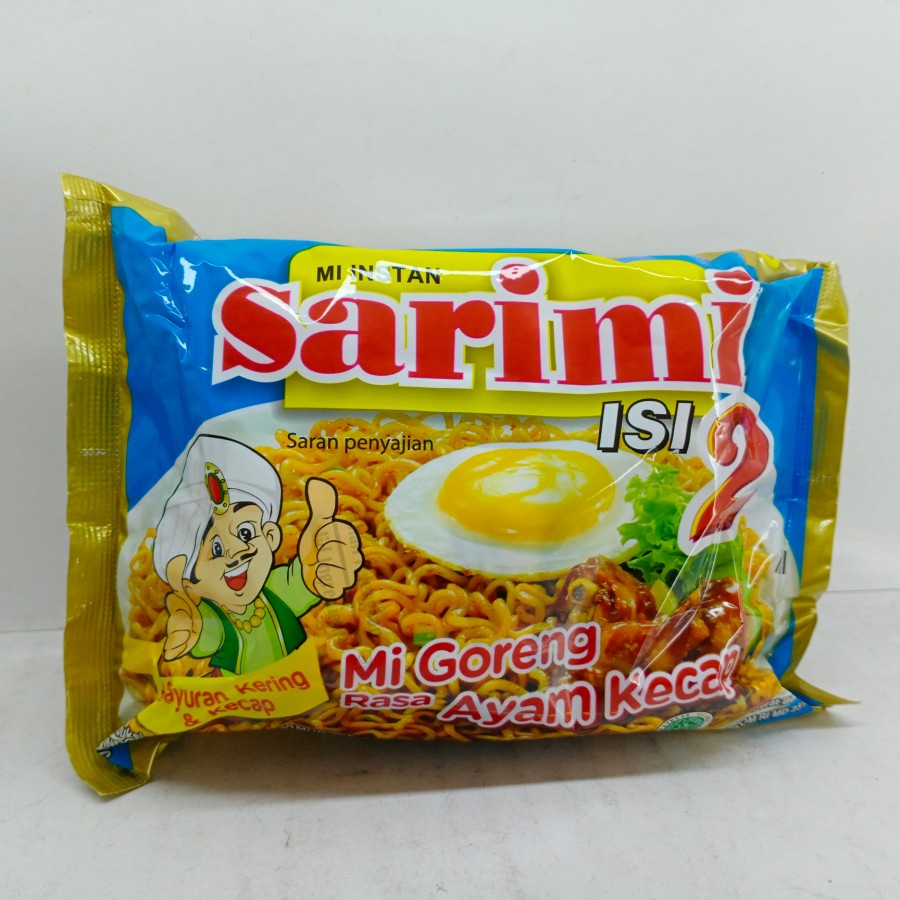 MI INSTAN
Sarimi
ISI 2
Saran penyajian
Mi Goreng
Rasa Ayam Kecap
Sayuran Kering
& Kecap